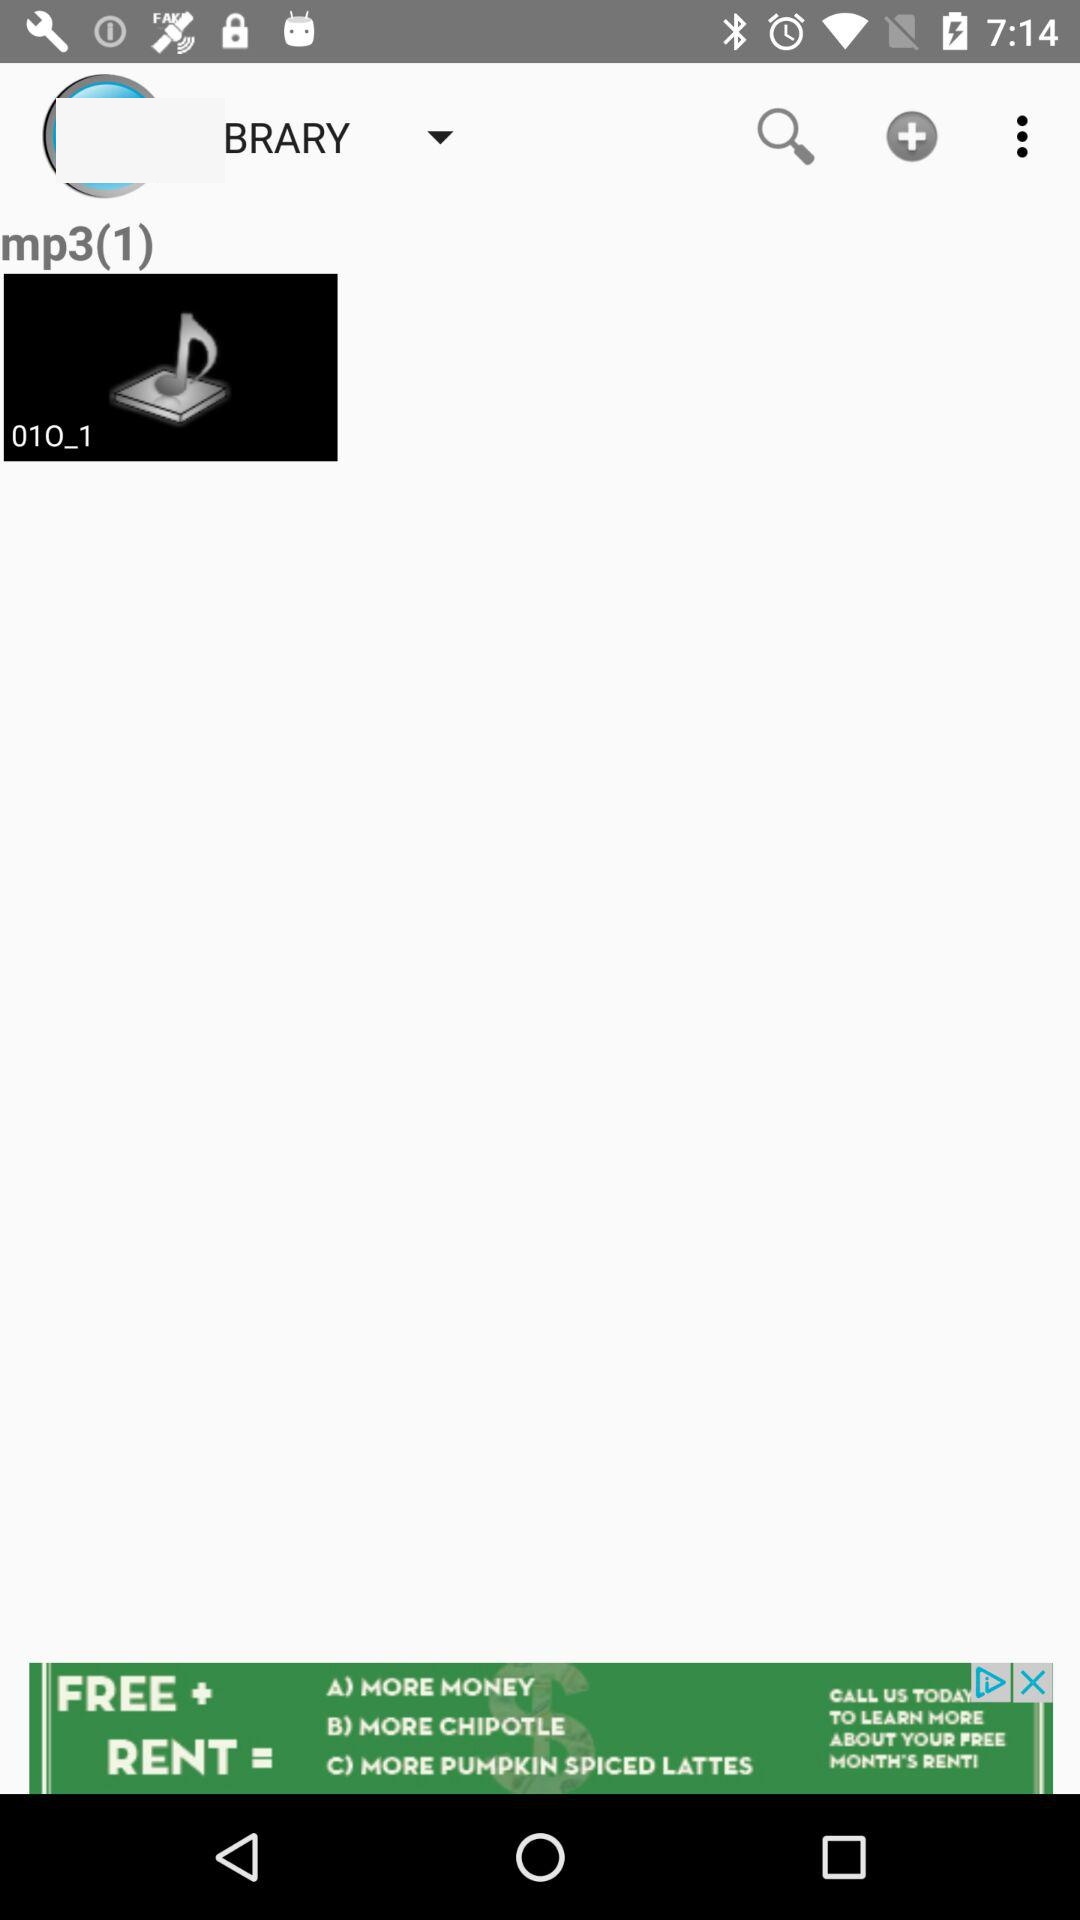 FAKE
7:14
BRARY
mp3(1)
01O_1
FREE +
RENT =
A) MORE MONEY
B) MORE CHIPOTLE
C) MORE PUMPKIN SPICED LATTES
CALL US TODAY
TO LEARN MORE
ABOUT YOUR FREE
MONTH'S RENT!